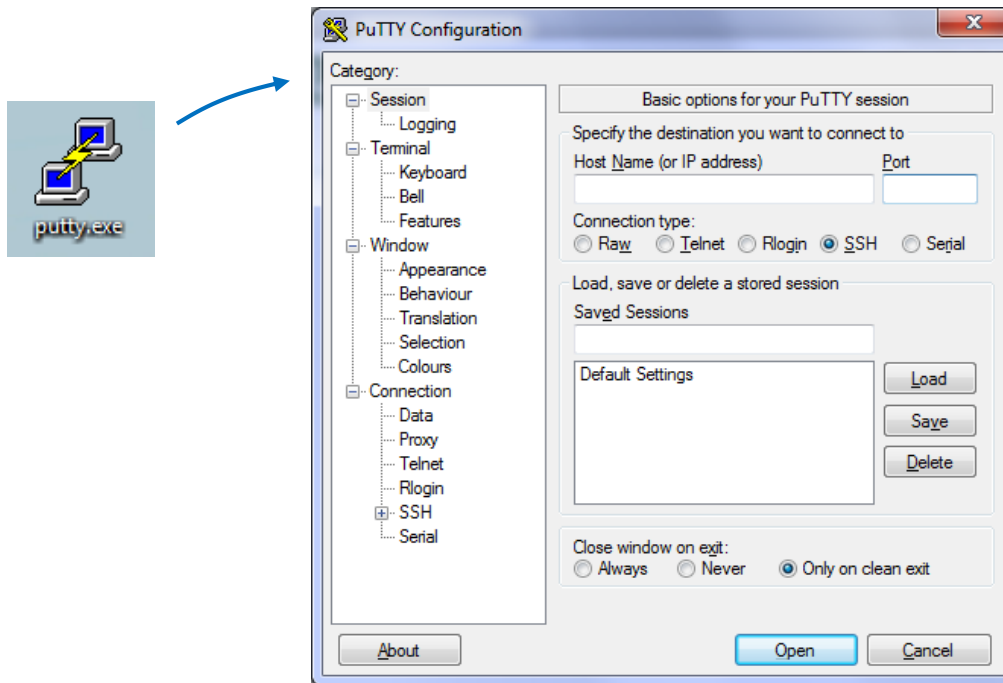 putty.exe
PuTTY Configuration
X
Category:
Session
Logging
Terminal
Keyboard
Bell
Features
Window
Appearance
Behaviour
Translation
Selection
Colours
Connection
Data
Proxy
Telnet
Rlogin
SSH
Serial
Basic options for your PuTTY session
Specify the destination you want to connect to
Host Name (or IP address) Port
Connection type:
Raw Telnet Rlogin SSH Serial
Load, save or delete a stored session
Saved Sessions
Default Settings
Load
Save
Delete
Close window on exit:
Always Never Only on clean exit
About Open Cancel